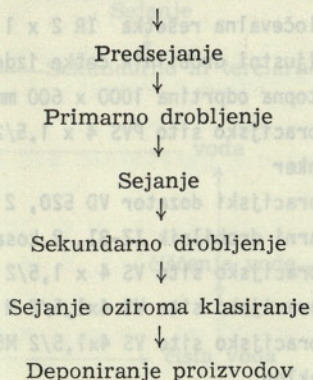 ↓
Predsejanje
↓
Primarno drobljenje
↓
Sejanje
↓
Sekundarno drobljenje
↓
Sejanje oziroma klasiranje
↓
Deponiranje proizvodov